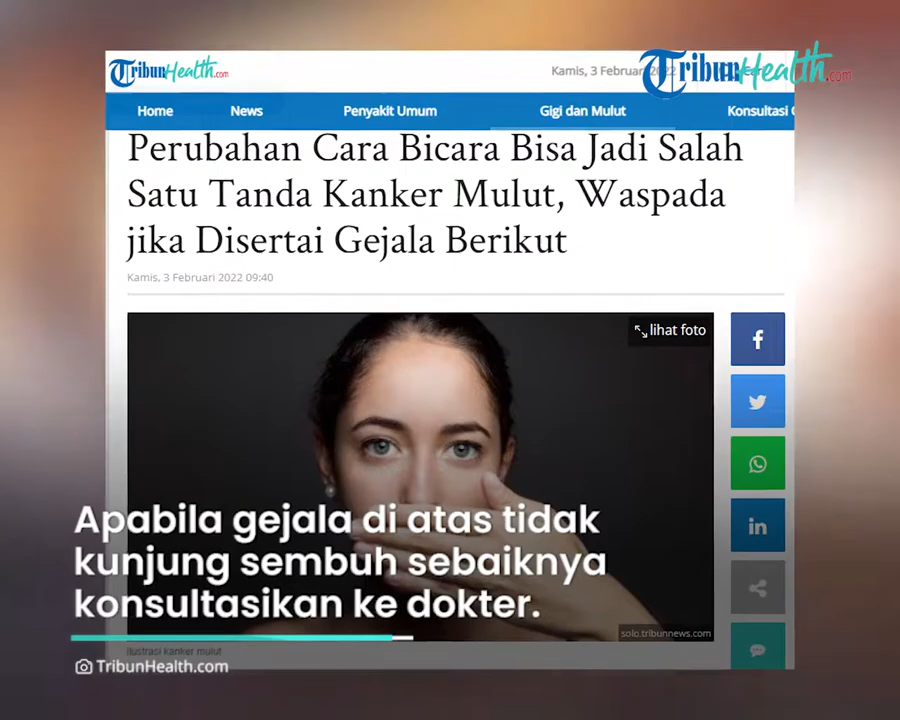 TribunHealth.com
Kamis, 3 Februari 2022
TribunHealth.com
Home News Penyakit Umum Gigi dan Mulut Konsultasi
Perubahan Cara Bicara Bisa Jadi Salah
Satu Tanda Kanker Mulut, Waspada
jika Disertai Gejala Berikut
Kamis, 3 Februari 2022 09:40
lihat foto
Apabila gejala di atas tidak
kunjung sembuh sebaiknya
konsultasikan ke dokter.
solo.tribunnews.com
ilustrasi kanker mulut
TribunHealth.com